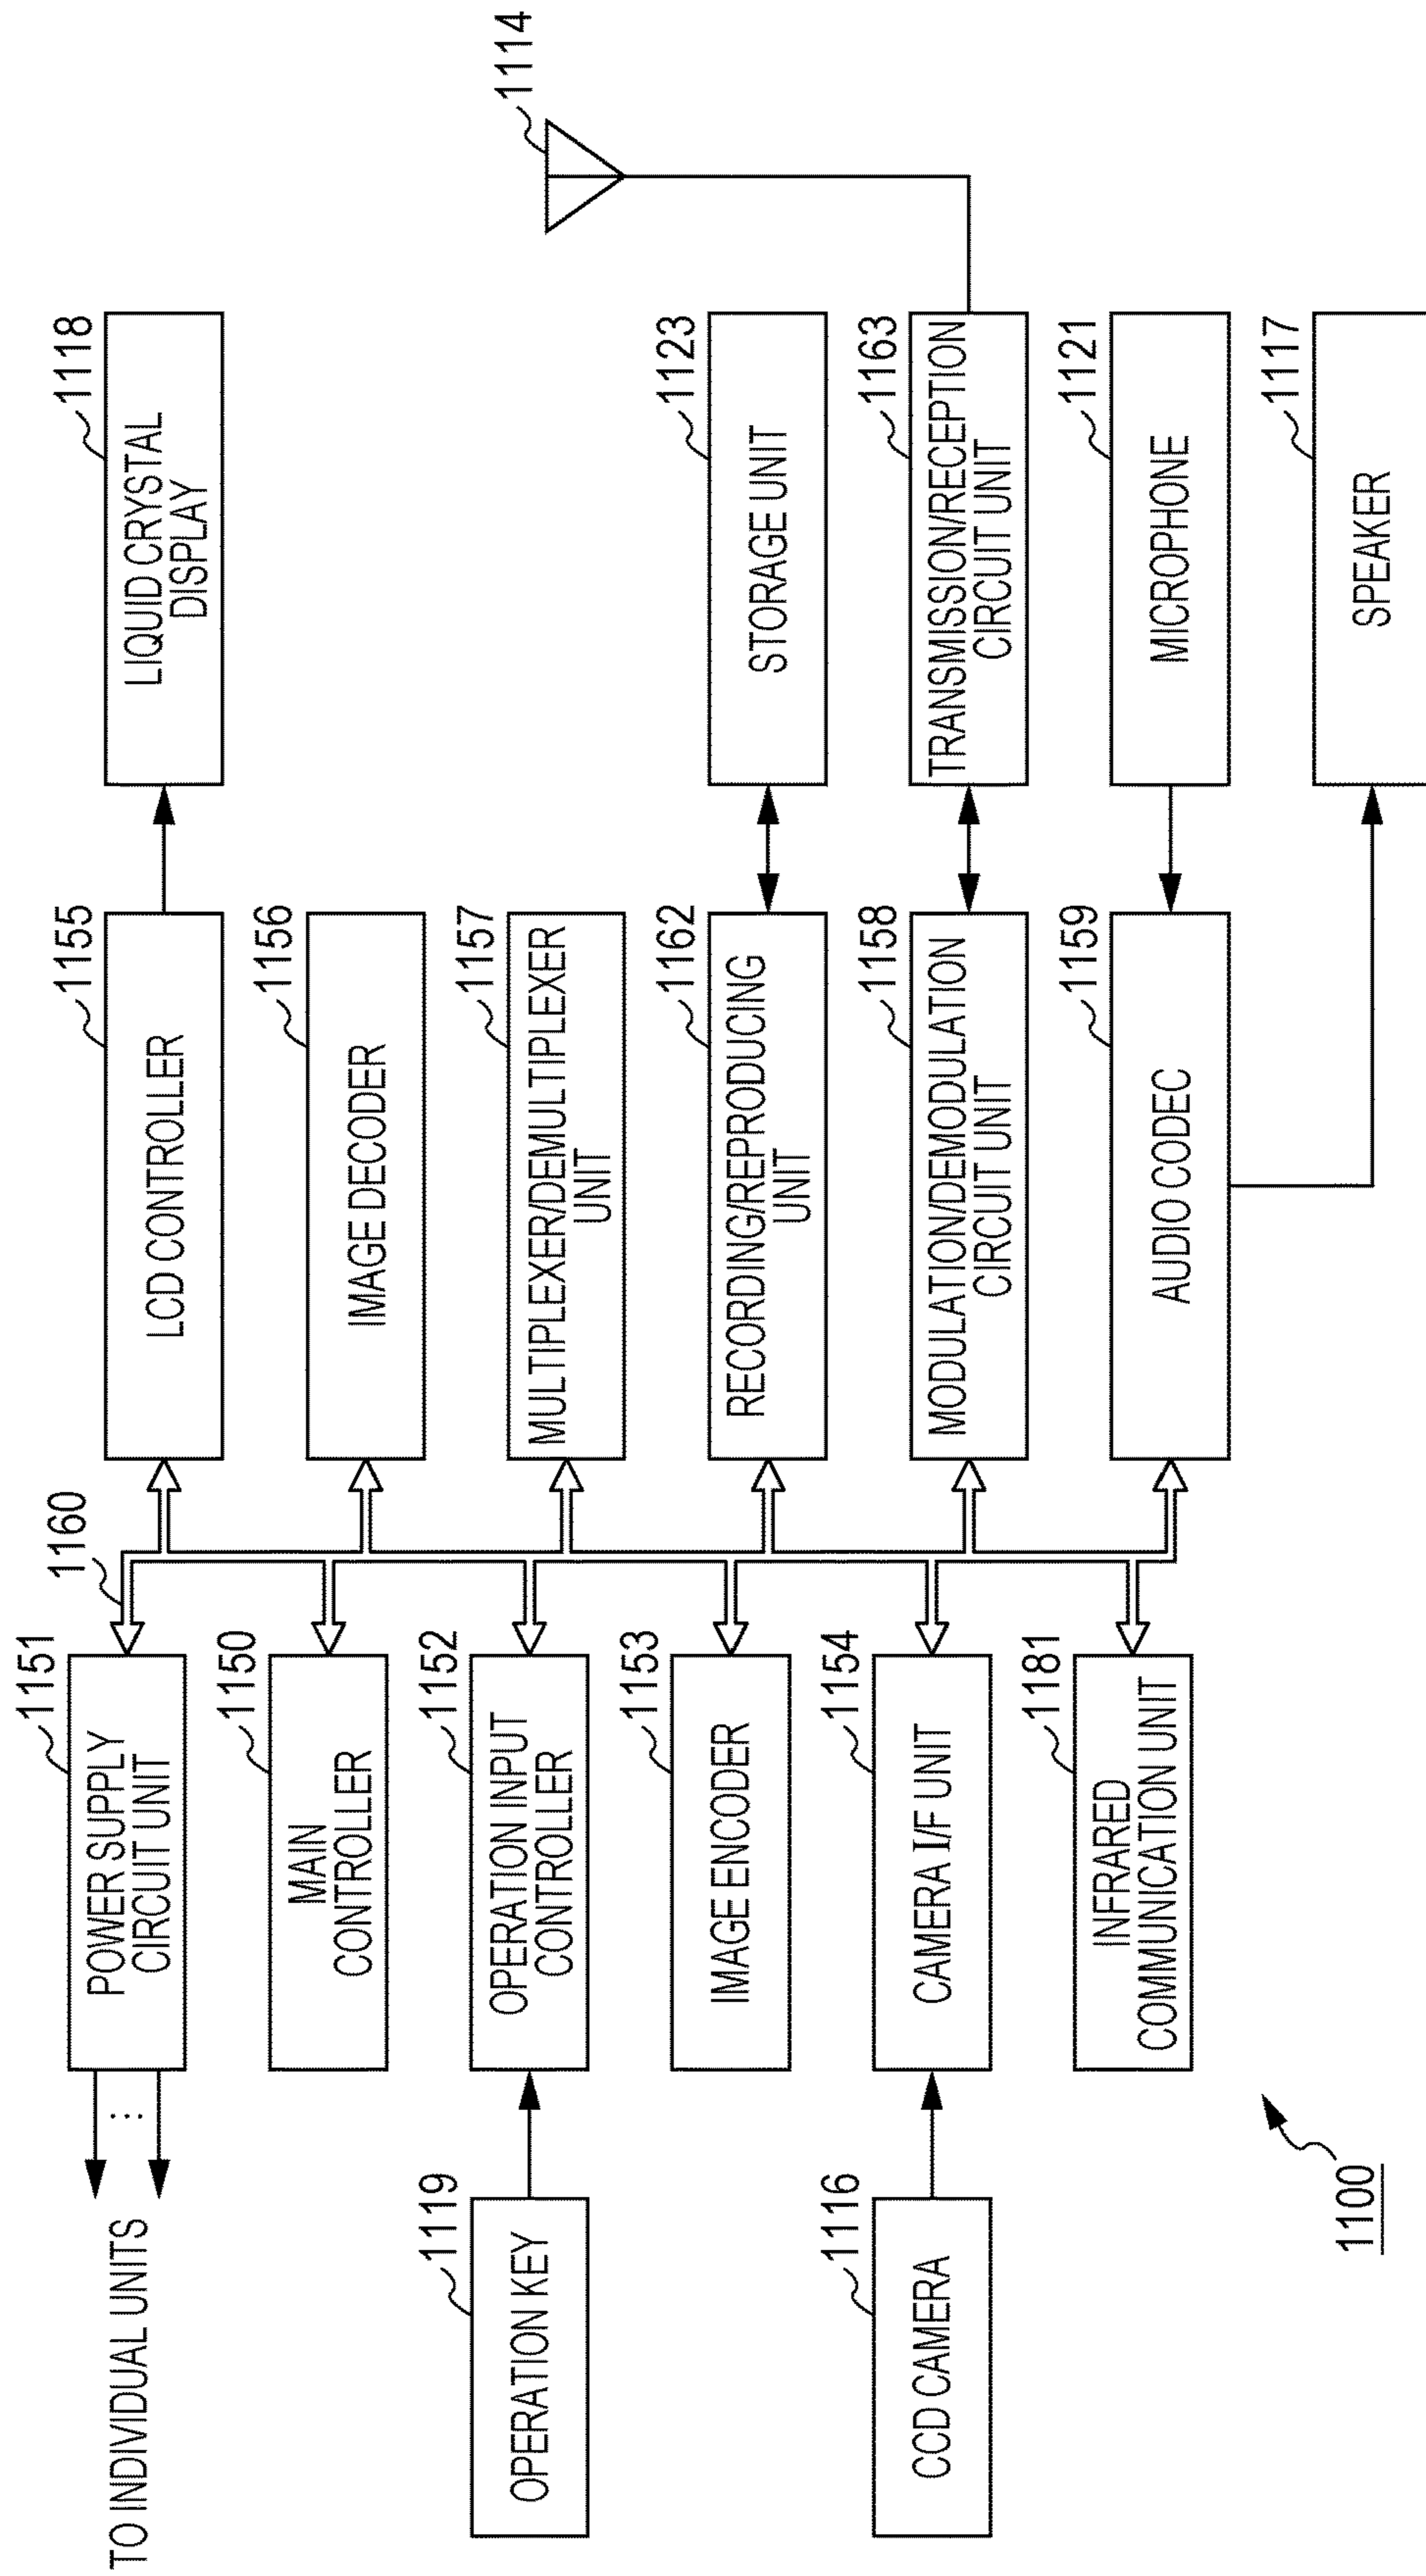 1151
POWER SUPPLY
CIRCUIT UNIT
TO INDIVIDUAL UNITS
...
1160
1155
LCD CONTROLLER
1118
LIQUID CRYSTAL
DISPLAY
1150
MAIN
CONTROLLER
1156
IMAGE DECODER
1119
OPERATION KEY
1152
OPERATION INPUT
CONTROLLER
1157
MULTIPLEXER/DEMULTIPLEXER
UNIT
1114
1153
IMAGE ENCODER
1162
RECORDING/REPRODUCING
UNIT
1123
STORAGE UNIT
1116
CCD CAMERA
1154
CAMERA I/F UNIT
1158
MODULATION/DEMODULATION
CIRCUIT UNIT
1163
TRANSMISSION/RECEPTION
CIRCUIT UNIT
1181
INFRARED
COMMUNICATION UNIT
1159
AUDIO CODEC
1121
MICROPHONE
1117
SPEAKER
1100